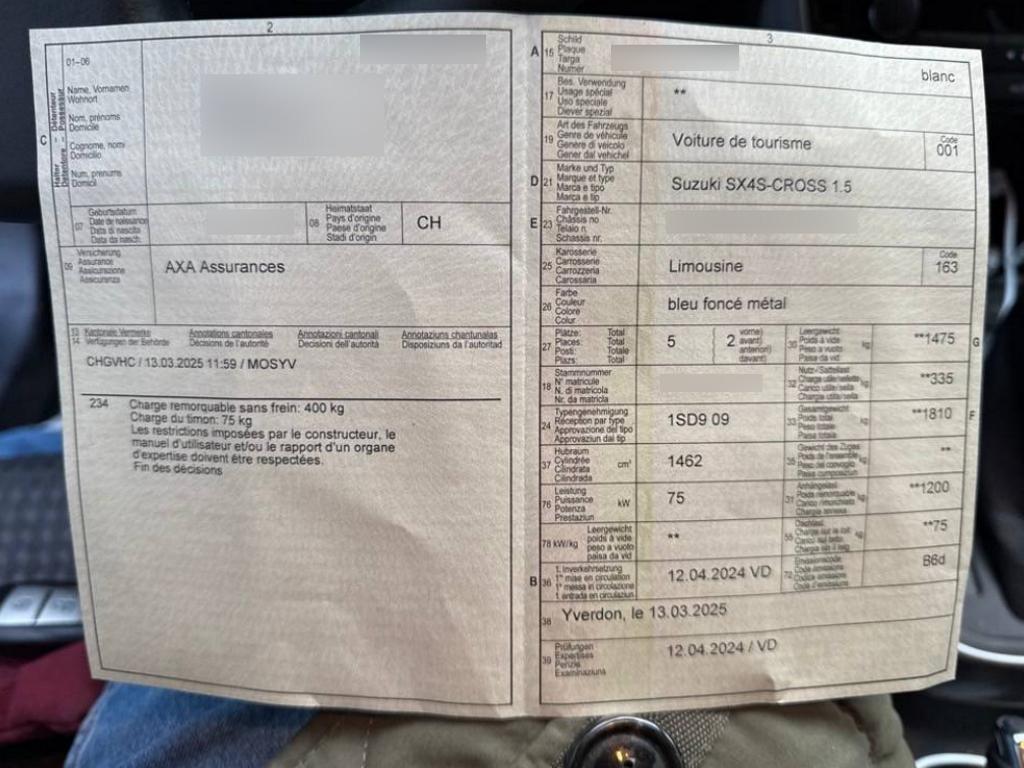 2
01-06
Name, Vornamen
Wohnort
Nom, prénoms
Domicile
Cognome, nomi
Domicilio
Num, prenums
Domicil
C
Halter Détenteur
Detentore Possessur
07
Geburtsdatum
Date de naissance
Data di nascita
Data da nasch.
08
Heimatstaat
Pays d'origine
Paese d'origine
Stadi d'origin
CH
09
Versicherung
Assurance
Assicurazione
Assicuranza
AXA Assurances
13
14
Kantonale Vermerke
Verfügungen der Behörde
Annotations cantonales
Décisions de l'autorité
Annotazioni cantonali
Decisioni dell'autorità
Annotaziuns chantunalas
Disposiziuns da l'autoritad
CHGVHC / 13.03.2025 11:59 / MOSYV
234 Charge remorquable sans frein: 400 kg
Charge du timon: 75 kg
Les restrictions imposées par le constructeur, le
manuel d'utilisateur et/ou le rapport d'un organe
d'expertise doivent être respectées.
Fin des décisions
3
A 15
Schild
Plaque
Targa
Numer
blanc
17
Bes. Verwendung
Usage spécial
Uso speciale
Diever spezial
**
19
Art des Fahrzeugs
Genre de véhicule
Genere di veicolo
Gener dal vehichel
Voiture de tourisme
Code
001
D 21
Marke und Typ
Marque et type
Marca e tipo
Marca e tip
Suzuki SX4S-CROSS 1.5
E 23
Fahrgestell-Nr.
Châssis no
Telaio n.
Schassis nr.
25
Karosserie
Carrosserie
Carrozzeria
Carossaria
Limousine
Code
163
26
Farbe
Couleur
Colore
Colur
bleu foncé métal
27
Plätze: Total
Places: Total
Posti: Totale
Plazs: Total
5
2
vorne)
avant)
anteriori)
davant)
30
Leergewicht
Poids à vide
Peso a vuoto
Paisa da vid
kg
**1475
G
18
Stammnummer
N° matricule
N. di matricola
Nr. da matricla
32
Nutz-/Sattellast
Charge utile/sellette
Carico utile/sella
Chargia utila/sella
kg
**335
24
Typengenehmigung
Réception par type
Approvazione del tipo
Approvaziun dal tip
1SD9 09
33
Gesamtgewicht
Poids total
Peso totale
Paisa totala
kg
**1810
F
37
Hubraum
Cylindrée
Cilindrata
Cilindrada
cm³
1462
35
Gewicht des Zuges
Poids de l'ensemble
Peso del convoglio
Paisa cumposiziun
kg
**
76
Leistung
Puissance
Potenza
Prestaziun
kW
75
31
Anhängelast
Poids remorquable
Carico rimorchiato
Chargia annexa
kg
**1200
78 kW/kg
Leergewicht
poids à vide
peso a vuoto
paisa da vid
**
55
Dachlast
Charge sur le toit
Carico sul tetto
Chargia sin il tetg
kg
**75
B 36
1. Inverkehrsetzung
1re mise en circulation
1a messa in circolazione
1. entrada en circulaziun
12.04.2024 VD
72
Emissionscode
Code émissions
Codice emissioni
Code d'emissiuns
B6d
38
Yverdon, le 13.03.2025
39
Prüfungen
Expertises
Perizie
Examinaziuns
12.04.2024 / VD